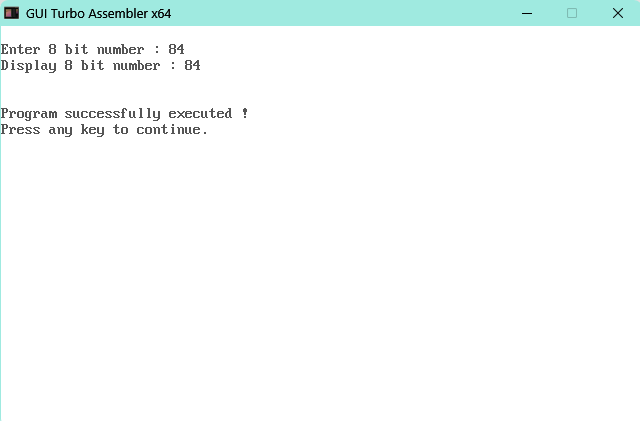 GUI Turbo Assembler x64
Enter 8 bit number : 84
Display 8 bit number : 84
Program successfully executed !
Press any key to continue.